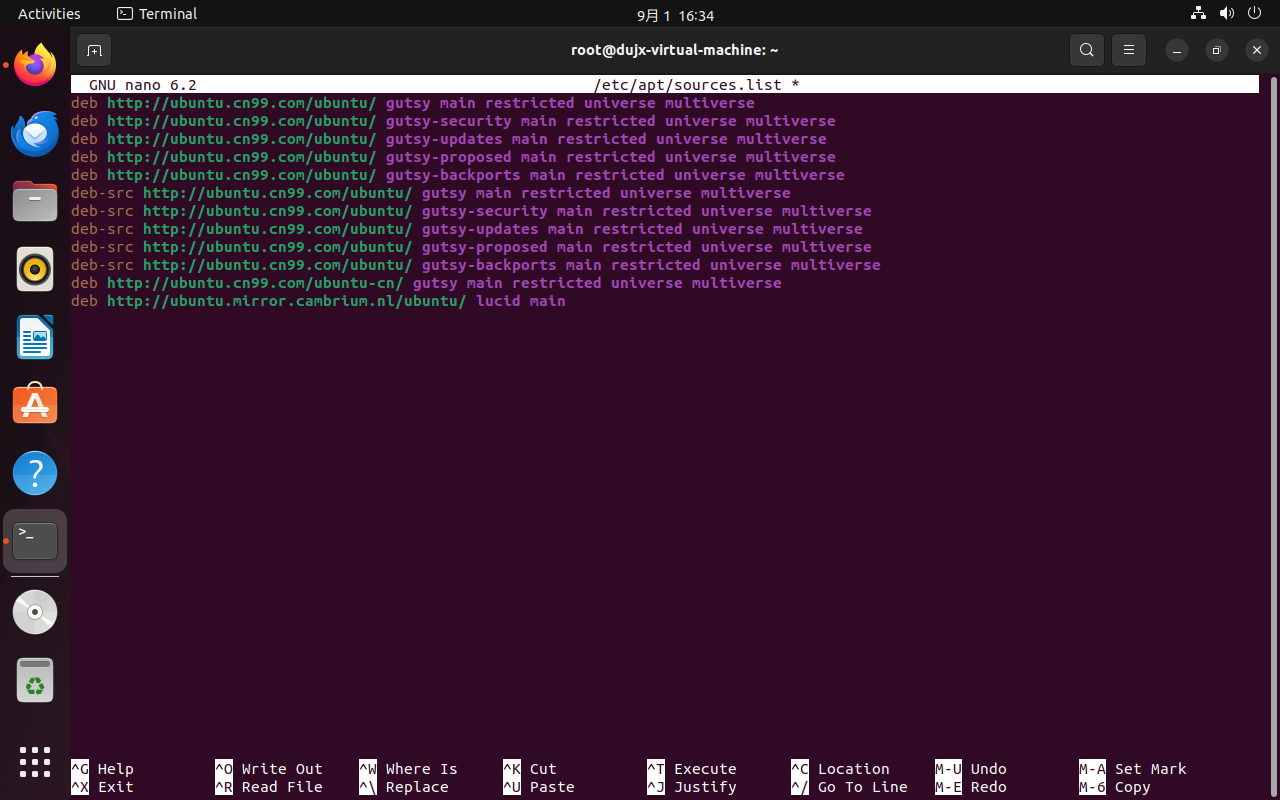 Activities Terminal 9月 1 16:34
root@dujx-virtual-machine: ~
GNU nano 6.2 /etc/apt/sources.list *
deb http://ubuntu.cn99.com/ubuntu/ gutsy main restricted universe multiverse
deb http://ubuntu.cn99.com/ubuntu/ gutsy-security main restricted universe multiverse
deb http://ubuntu.cn99.com/ubuntu/ gutsy-updates main restricted universe multiverse
deb http://ubuntu.cn99.com/ubuntu/ gutsy-proposed main restricted universe multiverse
deb http://ubuntu.cn99.com/ubuntu/ gutsy-backports main restricted universe multiverse
deb-src http://ubuntu.cn99.com/ubuntu/ gutsy main restricted universe multiverse
deb-src http://ubuntu.cn99.com/ubuntu/ gutsy-security main restricted universe multiverse
deb-src http://ubuntu.cn99.com/ubuntu/ gutsy-updates main restricted universe multiverse
deb-src http://ubuntu.cn99.com/ubuntu/ gutsy-proposed main restricted universe multiverse
deb-src http://ubuntu.cn99.com/ubuntu/ gutsy-backports main restricted universe multiverse
deb http://ubuntu.cn99.com/ubuntu-cn/ gutsy main restricted universe multiverse
deb http://ubuntu.mirror.cambrium.nl/ubuntu/ lucid main
^G Help ^O Write Out ^W Where Is ^K Cut ^T Execute ^C Location M-U Undo M-A Set Mark
^X Exit ^R Read File ^\ Replace ^U Paste ^J Justify ^/ Go To Line M-E Redo M-6 Copy